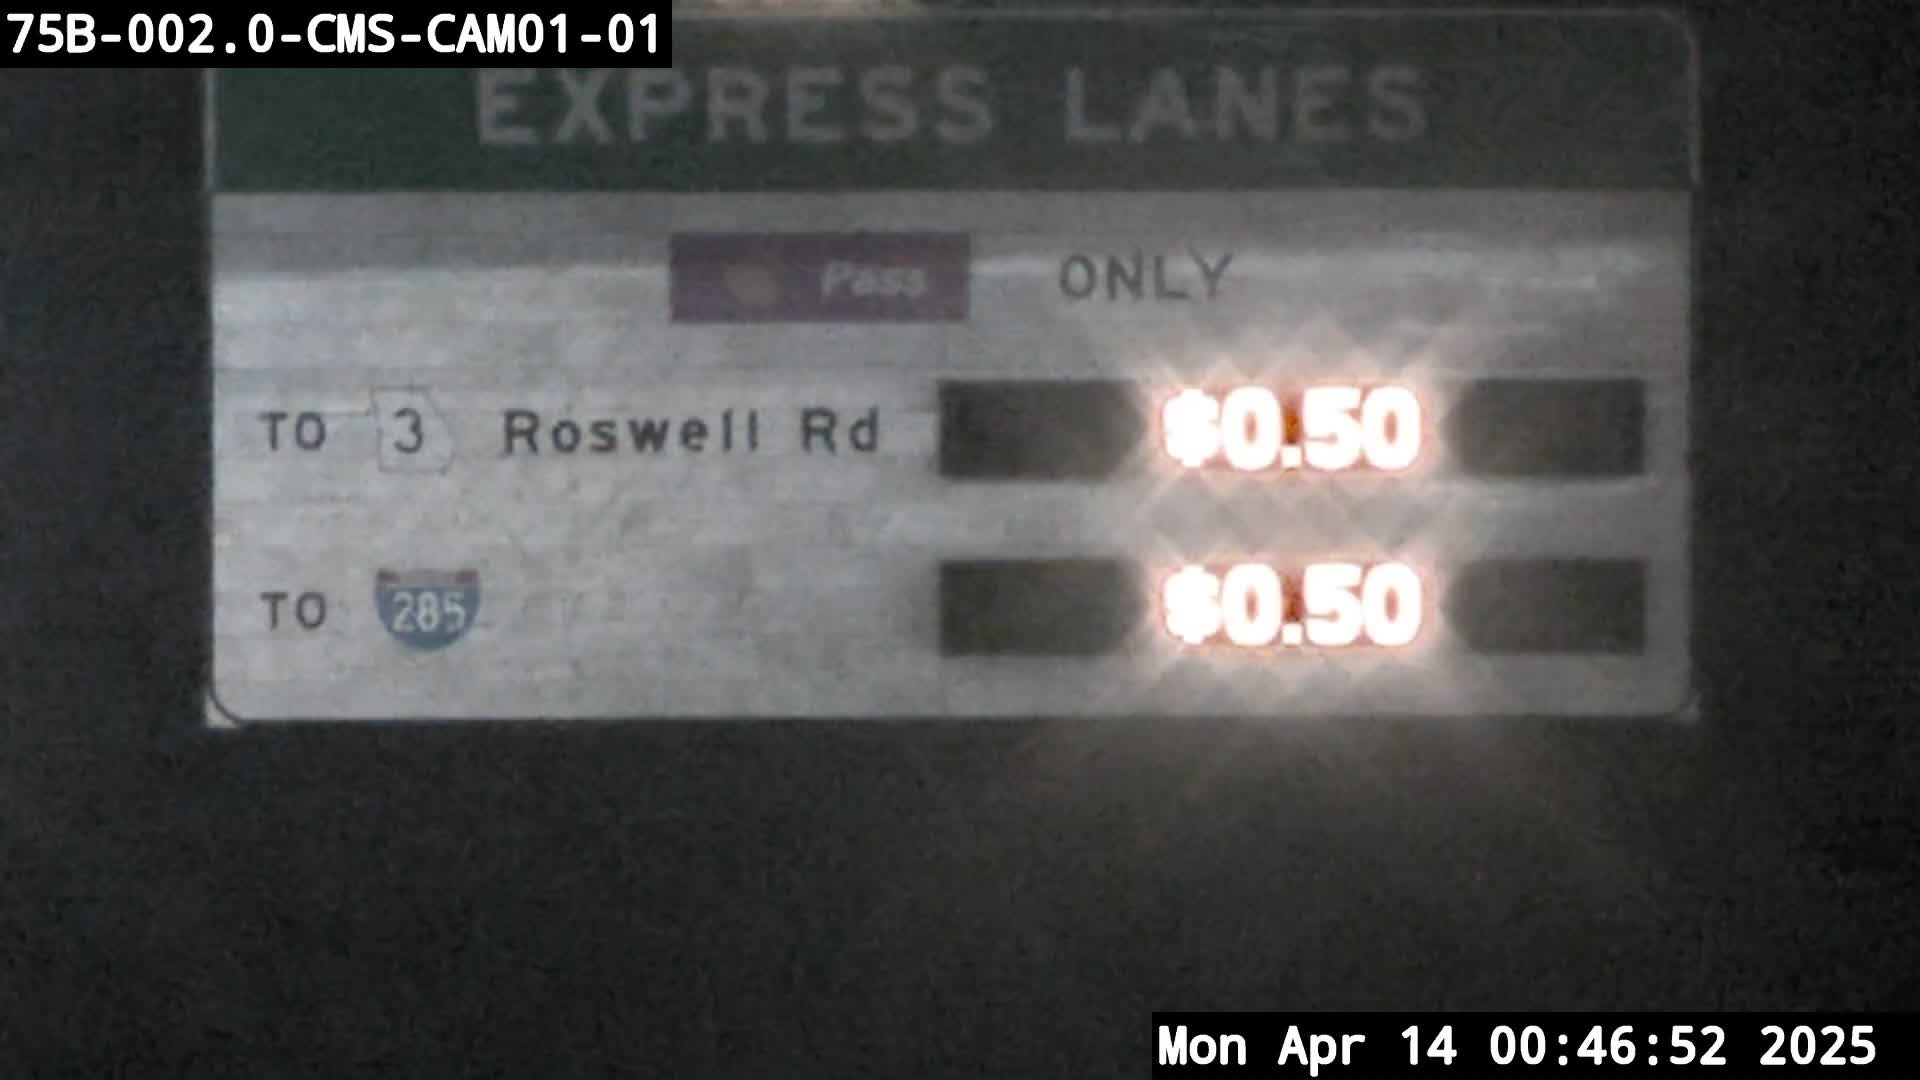 75B-002.0-CMS-CAM01-01
EXPRESS LANES
Pass ONLY
TO 3 Roswell Rd $0.50
TO 285 $0.50
Mon Apr 14 00:46:52 2025